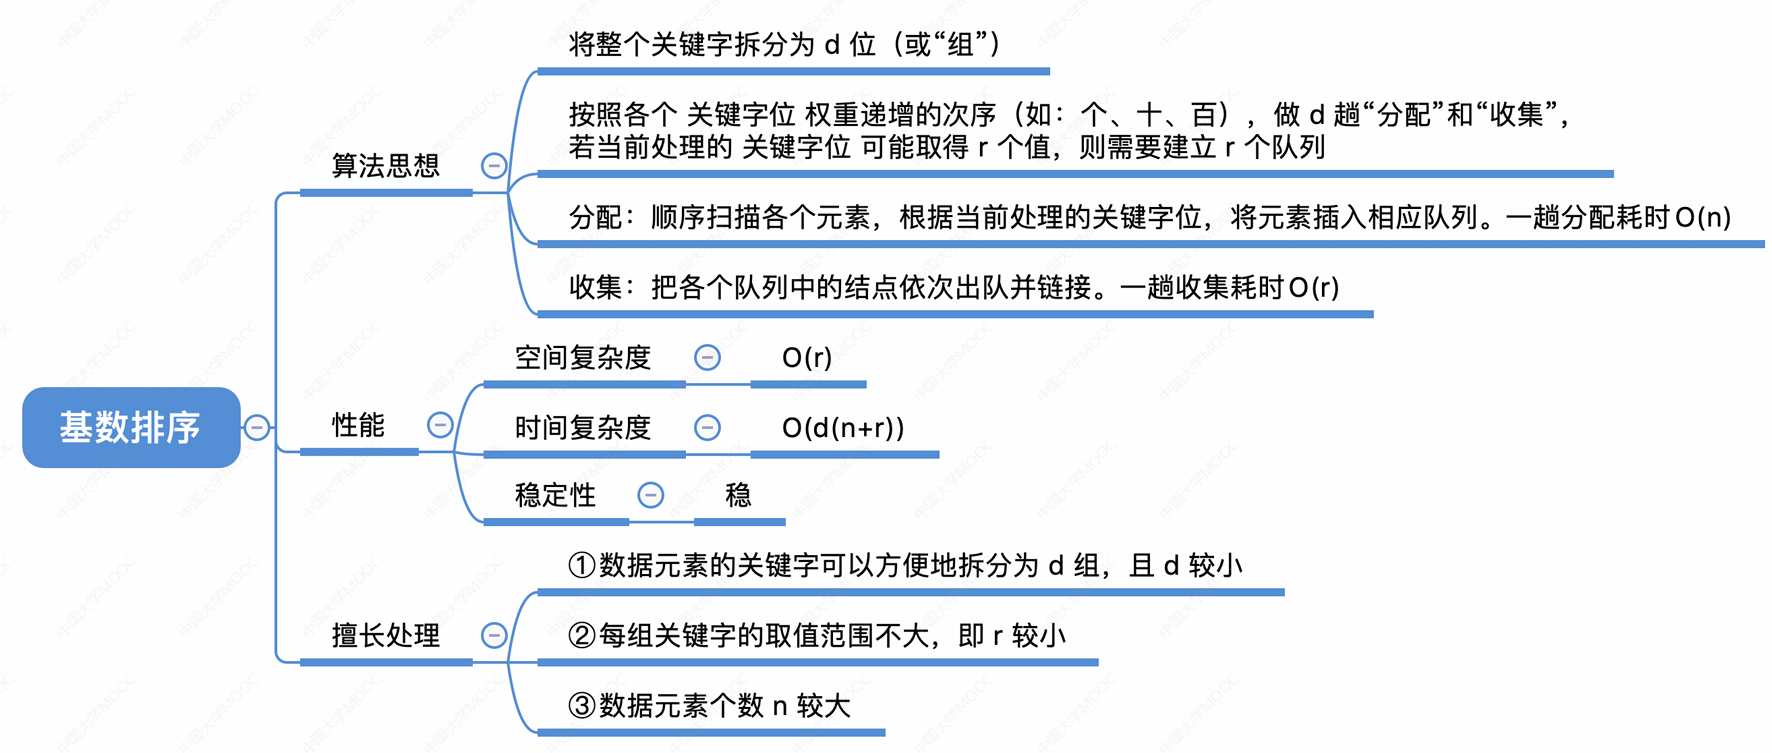 将整个关键字拆分为 d 位（或“组”）
按照各个 关键字位 权重递增的次序（如：个、十、百），做 d 趟“分配”和“收集”，
若当前处理的 关键字位 可能取得 r 个值，则需要建立 r 个队列
算法思想
分配：顺序扫描各个元素，根据当前处理的关键字位，将元素插入相应队列。一趟分配耗时O(n)
收集：把各个队列中的结点依次出队并链接。一趟收集耗时O(r)
基数排序
性能
空间复杂度 O(r)
时间复杂度 O(d(n+r))
稳定性 稳
擅长处理
①数据元素的关键字可以方便地拆分为 d 组，且 d 较小
②每组关键字的取值范围不大，即 r 较小
③数据元素个数 n 较大
中国大学MOOC